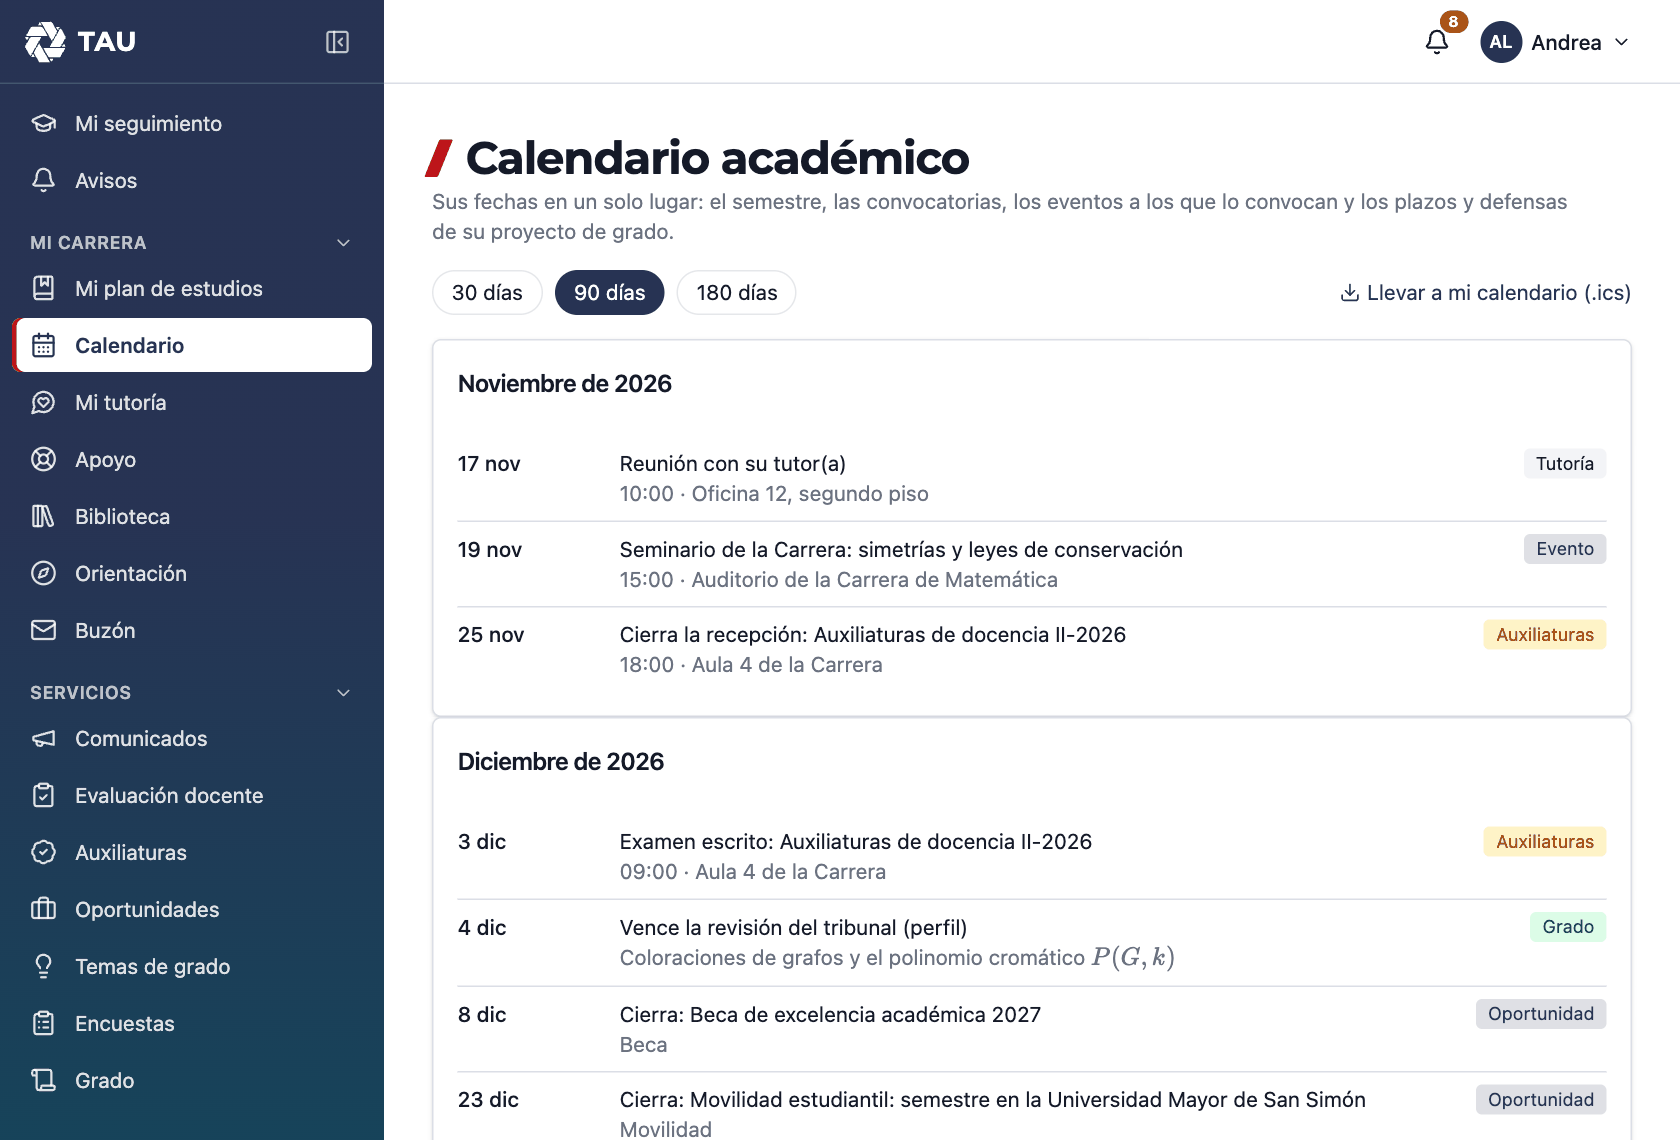 TAU
8
AL
Andrea
Mi seguimiento
Avisos
MI CARRERA
Mi plan de estudios
Calendario
Mi tutoría
Apoyo
Biblioteca
Orientación
Buzón
SERVICIOS
Comunicados
Evaluación docente
Auxiliaturas
Oportunidades
Temas de grado
Encuestas
Grado
Calendario académico
Sus fechas en un solo lugar: el semestre, las convocatorias, los eventos a los que lo convocan y los plazos y defensas
de su proyecto de grado.
30 días
90 días
180 días
Llevar a mi calendario (.ics)
Noviembre de 2026
17 nov
Reunión con su tutor(a)
Tutoría
10:00 · Oficina 12, segundo piso
19 nov
Seminario de la Carrera: simetrías y leyes de conservación
Evento
15:00 · Auditorio de la Carrera de Matemática
25 nov
Cierra la recepción: Auxiliaturas de docencia II-2026
Auxiliaturas
18:00 · Aula 4 de la Carrera
Diciembre de 2026
3 dic
Examen escrito: Auxiliaturas de docencia II-2026
Auxiliaturas
09:00 · Aula 4 de la Carrera
4 dic
Vence la revisión del tribunal (perfil)
Grado
Coloraciones de grafos y el polinomio cromático P(G, k)
8 dic
Cierra: Beca de excelencia académica 2027
Oportunidad
Beca
23 dic
Cierra: Movilidad estudiantil: semestre en la Universidad Mayor de San Simón
Oportunidad
Movilidad